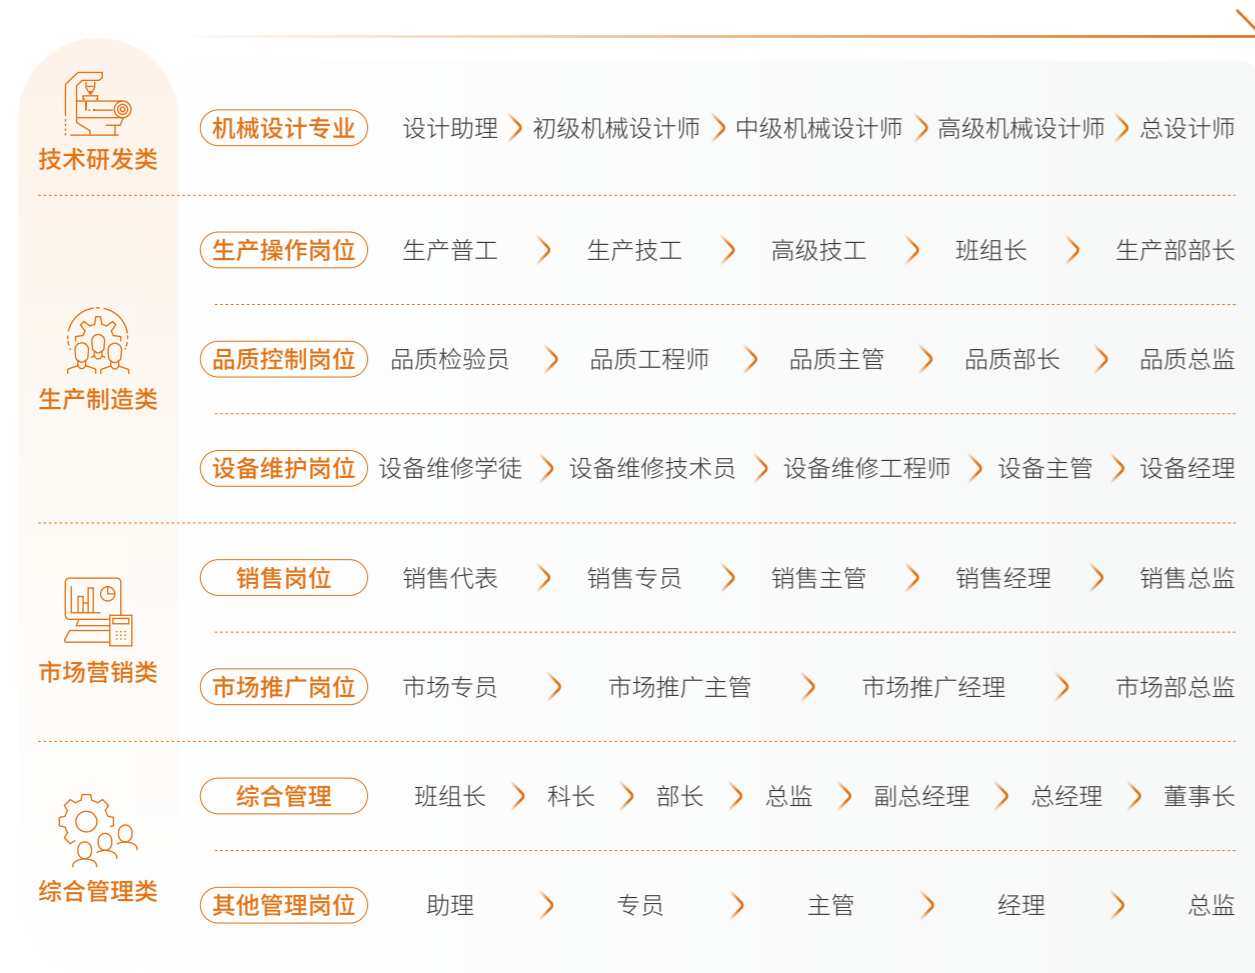 技术研发类
机械设计专业 设计助理 初级机械设计师 中级机械设计师 高级机械设计师 总设计师
生产制造类
生产操作岗位 生产普工 生产技工 高级技工 班组长 生产部部长
品质控制岗位 品质检验员 品质工程师 品质主管 品质部长 品质总监
设备维护岗位 设备维修学徒 设备维修技术员 设备维修工程师 设备主管 设备经理
市场营销类
销售岗位 销售代表 销售专员 销售主管 销售经理 销售总监
市场推广岗位 市场专员 市场推广主管 市场推广经理 市场部总监
综合管理类
综合管理 班组长 科长 部长 总监 副总经理 总经理 董事长
其他管理岗位 助理 专员 主管 经理 总监